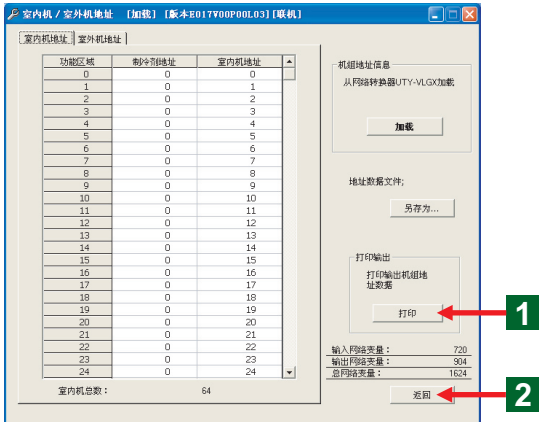 室内机/室外机地址 [加载] [版本E017V00P00L03][联机]
室内机地址 室外机地址
功能区域 制冷剂地址 室内机地址
0 0 0
1 0 1
2 0 2
3 0 3
4 0 4
5 0 5
6 0 6
7 0 7
8 0 8
9 0 9
10 0 10
11 0 11
12 0 12
13 0 13
14 0 14
15 0 15
16 0 16
17 0 17
18 0 18
19 0 19
20 0 20
21 0 21
22 0 22
23 0 23
24 0 24
室内机总数: 64
机组地址信息
从网络转换器UTY-VLGX加载
加载
地址数据文件;
另存为...
打印输出
打印输出机组地
址数据
打印
1
输入网络变量: 720
输出网络变量: 904
总网络变量: 1624
返回
2